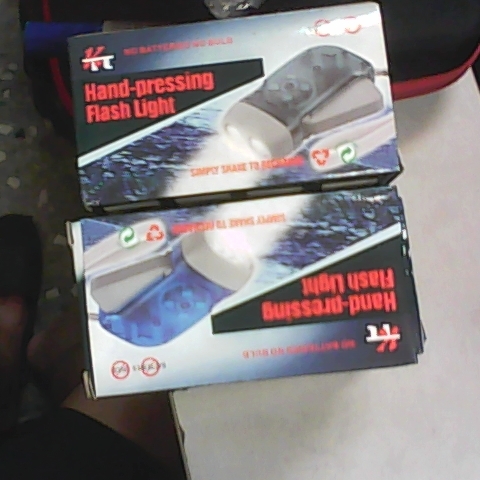 NO BATTERIES NO BULB
Hand-pressing
Flash Light
SIMPLY SHAKE TO RECHARGE
SIMPLY SHAKE TO RECHARGE
Hand-pressing
Flash Light
NO BATTERIES NO BULB